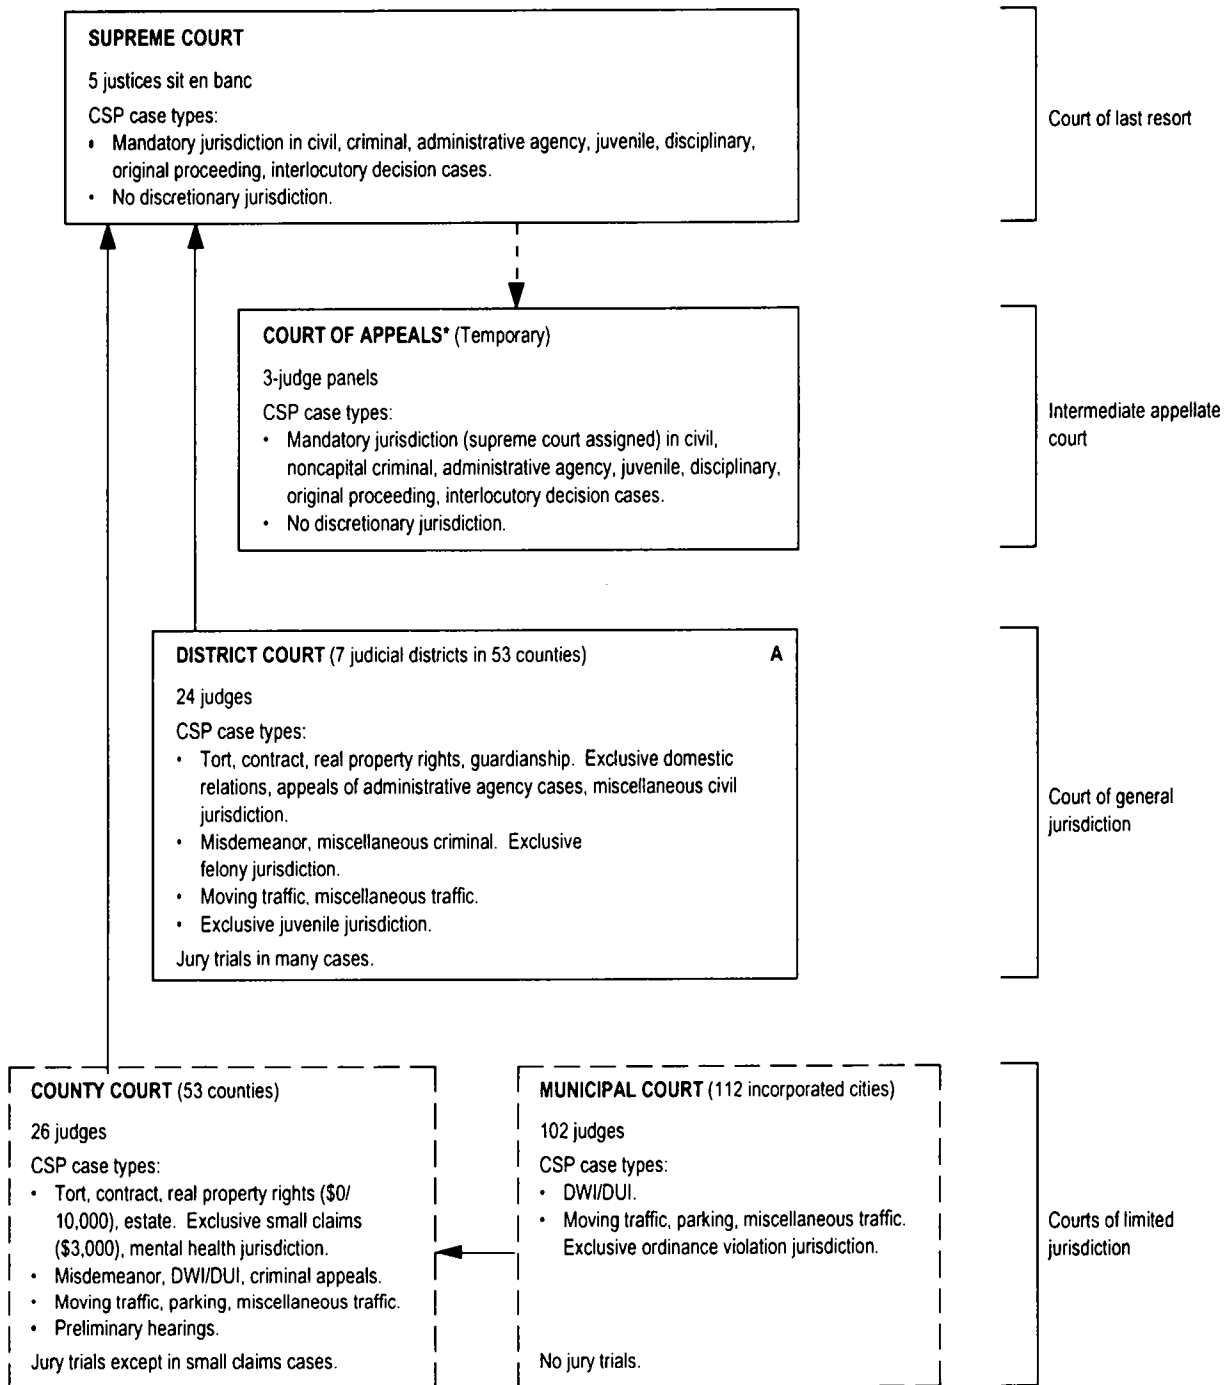 SUPREME COURT
5 justices sit en banc
CSP case types:
• Mandatory jurisdiction in civil, criminal, administrative agency, juvenile, disciplinary,
original proceeding, interlocutory decision cases.
• No discretionary jurisdiction.
Court of last resort
COURT OF APPEALS* (Temporary)
3-judge panels
CSP case types:
• Mandatory jurisdiction (supreme court assigned) in civil,
noncapital criminal, administrative agency, juvenile, disciplinary,
original proceeding, interlocutory decision cases.
• No discretionary jurisdiction.
Intermediate appellate
court
DISTRICT COURT (7 judicial districts in 53 counties) A
24 judges
CSP case types:
• Tort, contract, real property rights, guardianship. Exclusive domestic
relations, appeals of administrative agency cases, miscellaneous civil
jurisdiction.
• Misdemeanor, miscellaneous criminal. Exclusive
felony jurisdiction.
• Moving traffic, miscellaneous traffic.
• Exclusive juvenile jurisdiction.
Jury trials in many cases.
Court of general
jurisdiction
COUNTY COURT (53 counties)
26 judges
CSP case types:
• Tort, contract, real property rights ($0/
10,000), estate. Exclusive small claims
($3,000), mental health jurisdiction.
• Misdemeanor, DWI/DUI, criminal appeals.
• Moving traffic, parking, miscellaneous traffic.
• Preliminary hearings.
Jury trials except in small claims cases.
MUNICIPAL COURT (112 incorporated cities)
102 judges
CSP case types:
• DWI/DUI.
• Moving traffic, parking, miscellaneous traffic.
Exclusive ordinance violation jurisdiction.
No jury trials.
Courts of limited
jurisdiction